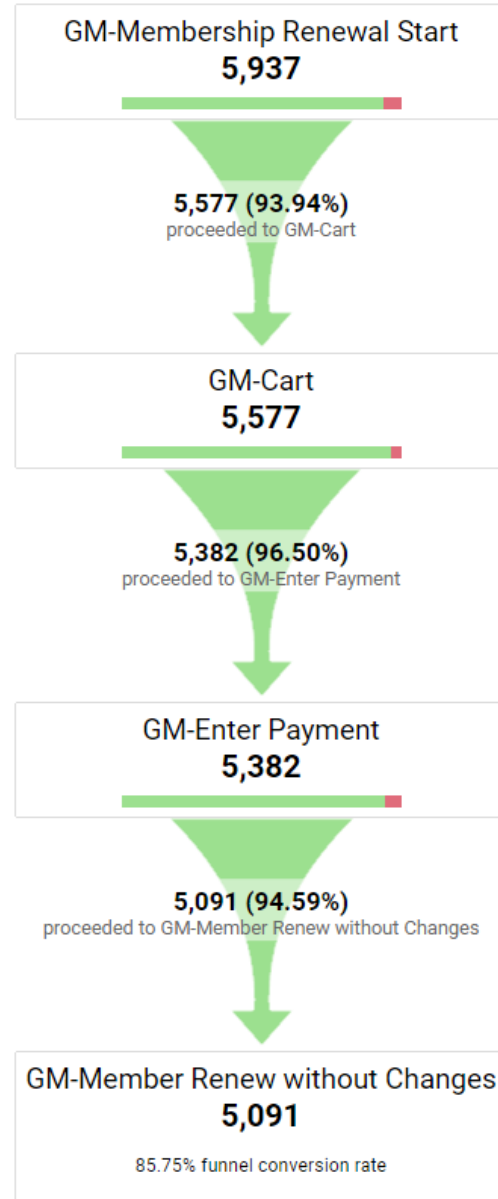 GM-Membership Renewal Start
5,937
5,577 (93.94%)
proceeded to GM-Cart
GM-Cart
5,577
5,382 (96.50%)
proceeded to GM-Enter Payment
GM-Enter Payment
5,382
5,091 (94.59%)
proceeded to GM-Member Renew without Changes
GM-Member Renew without Changes
5,091
85.75% funnel conversion rate